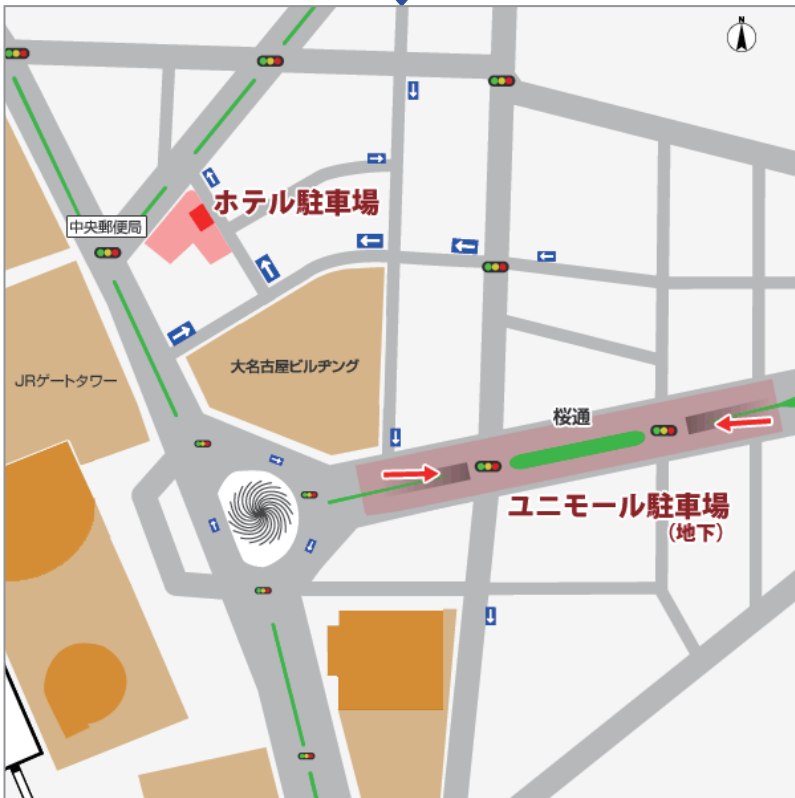 N
ホテル駐車場
中央郵便局
大名古屋ビルヂング
JRゲートタワー
桜通
ユニモール駐車場
(地下)